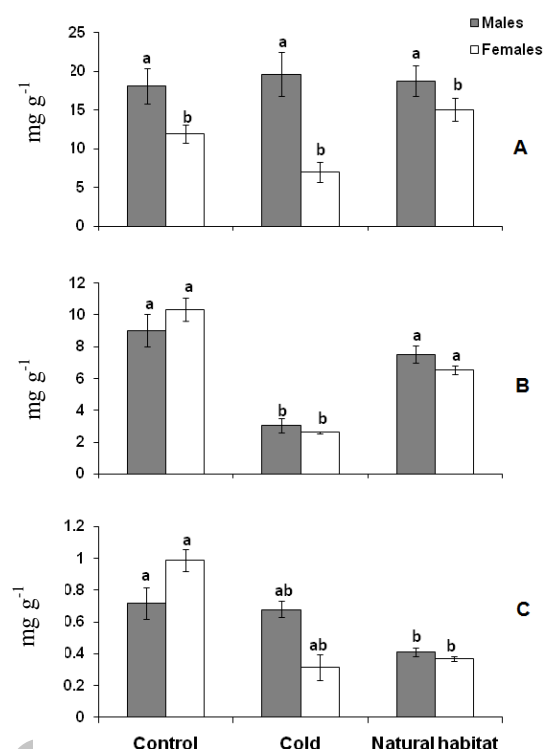 Males
Females
25
20
15
10
5
0
mg g-1
a
b
a
b
a
b
A
12
10
8
6
4
2
0
mg g-1
a
a
b
b
a
a
B
1.2
1
0.8
0.6
0.4
0.2
0
mg g-1
a
a
ab
ab
b
b
C
Control
Cold
Natural habitat